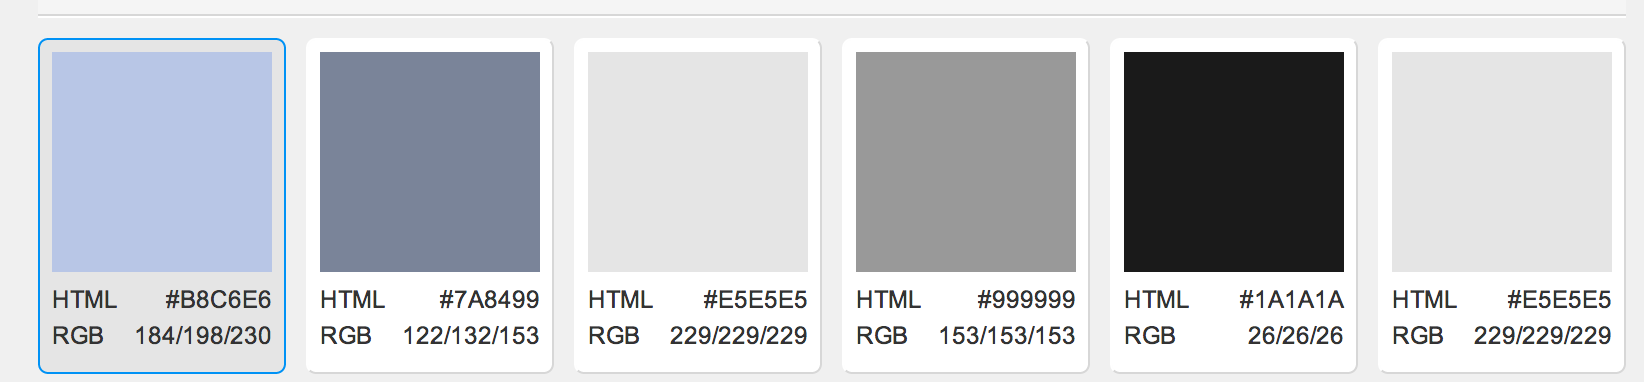 HTML #B8C6E6
RGB 184/198/230
HTML #7A8499
RGB 122/132/153
HTML #E5E5E5
RGB 229/229/229
HTML #999999
RGB 153/153/153
HTML #1A1A1A
RGB 26/26/26
HTML #E5E5E5
RGB 229/229/229